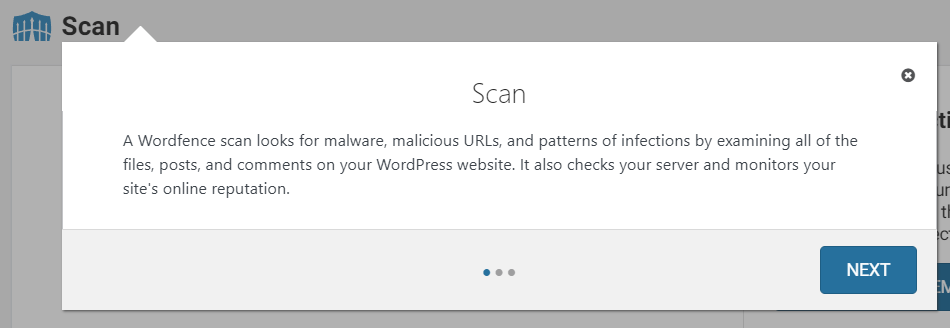 Scan
Scan
A Wordfence scan looks for malware, malicious URLs, and patterns of infections by examining all of the
files, posts, and comments on your WordPress website. It also checks your server and monitors your
site's online reputation.
NEXT